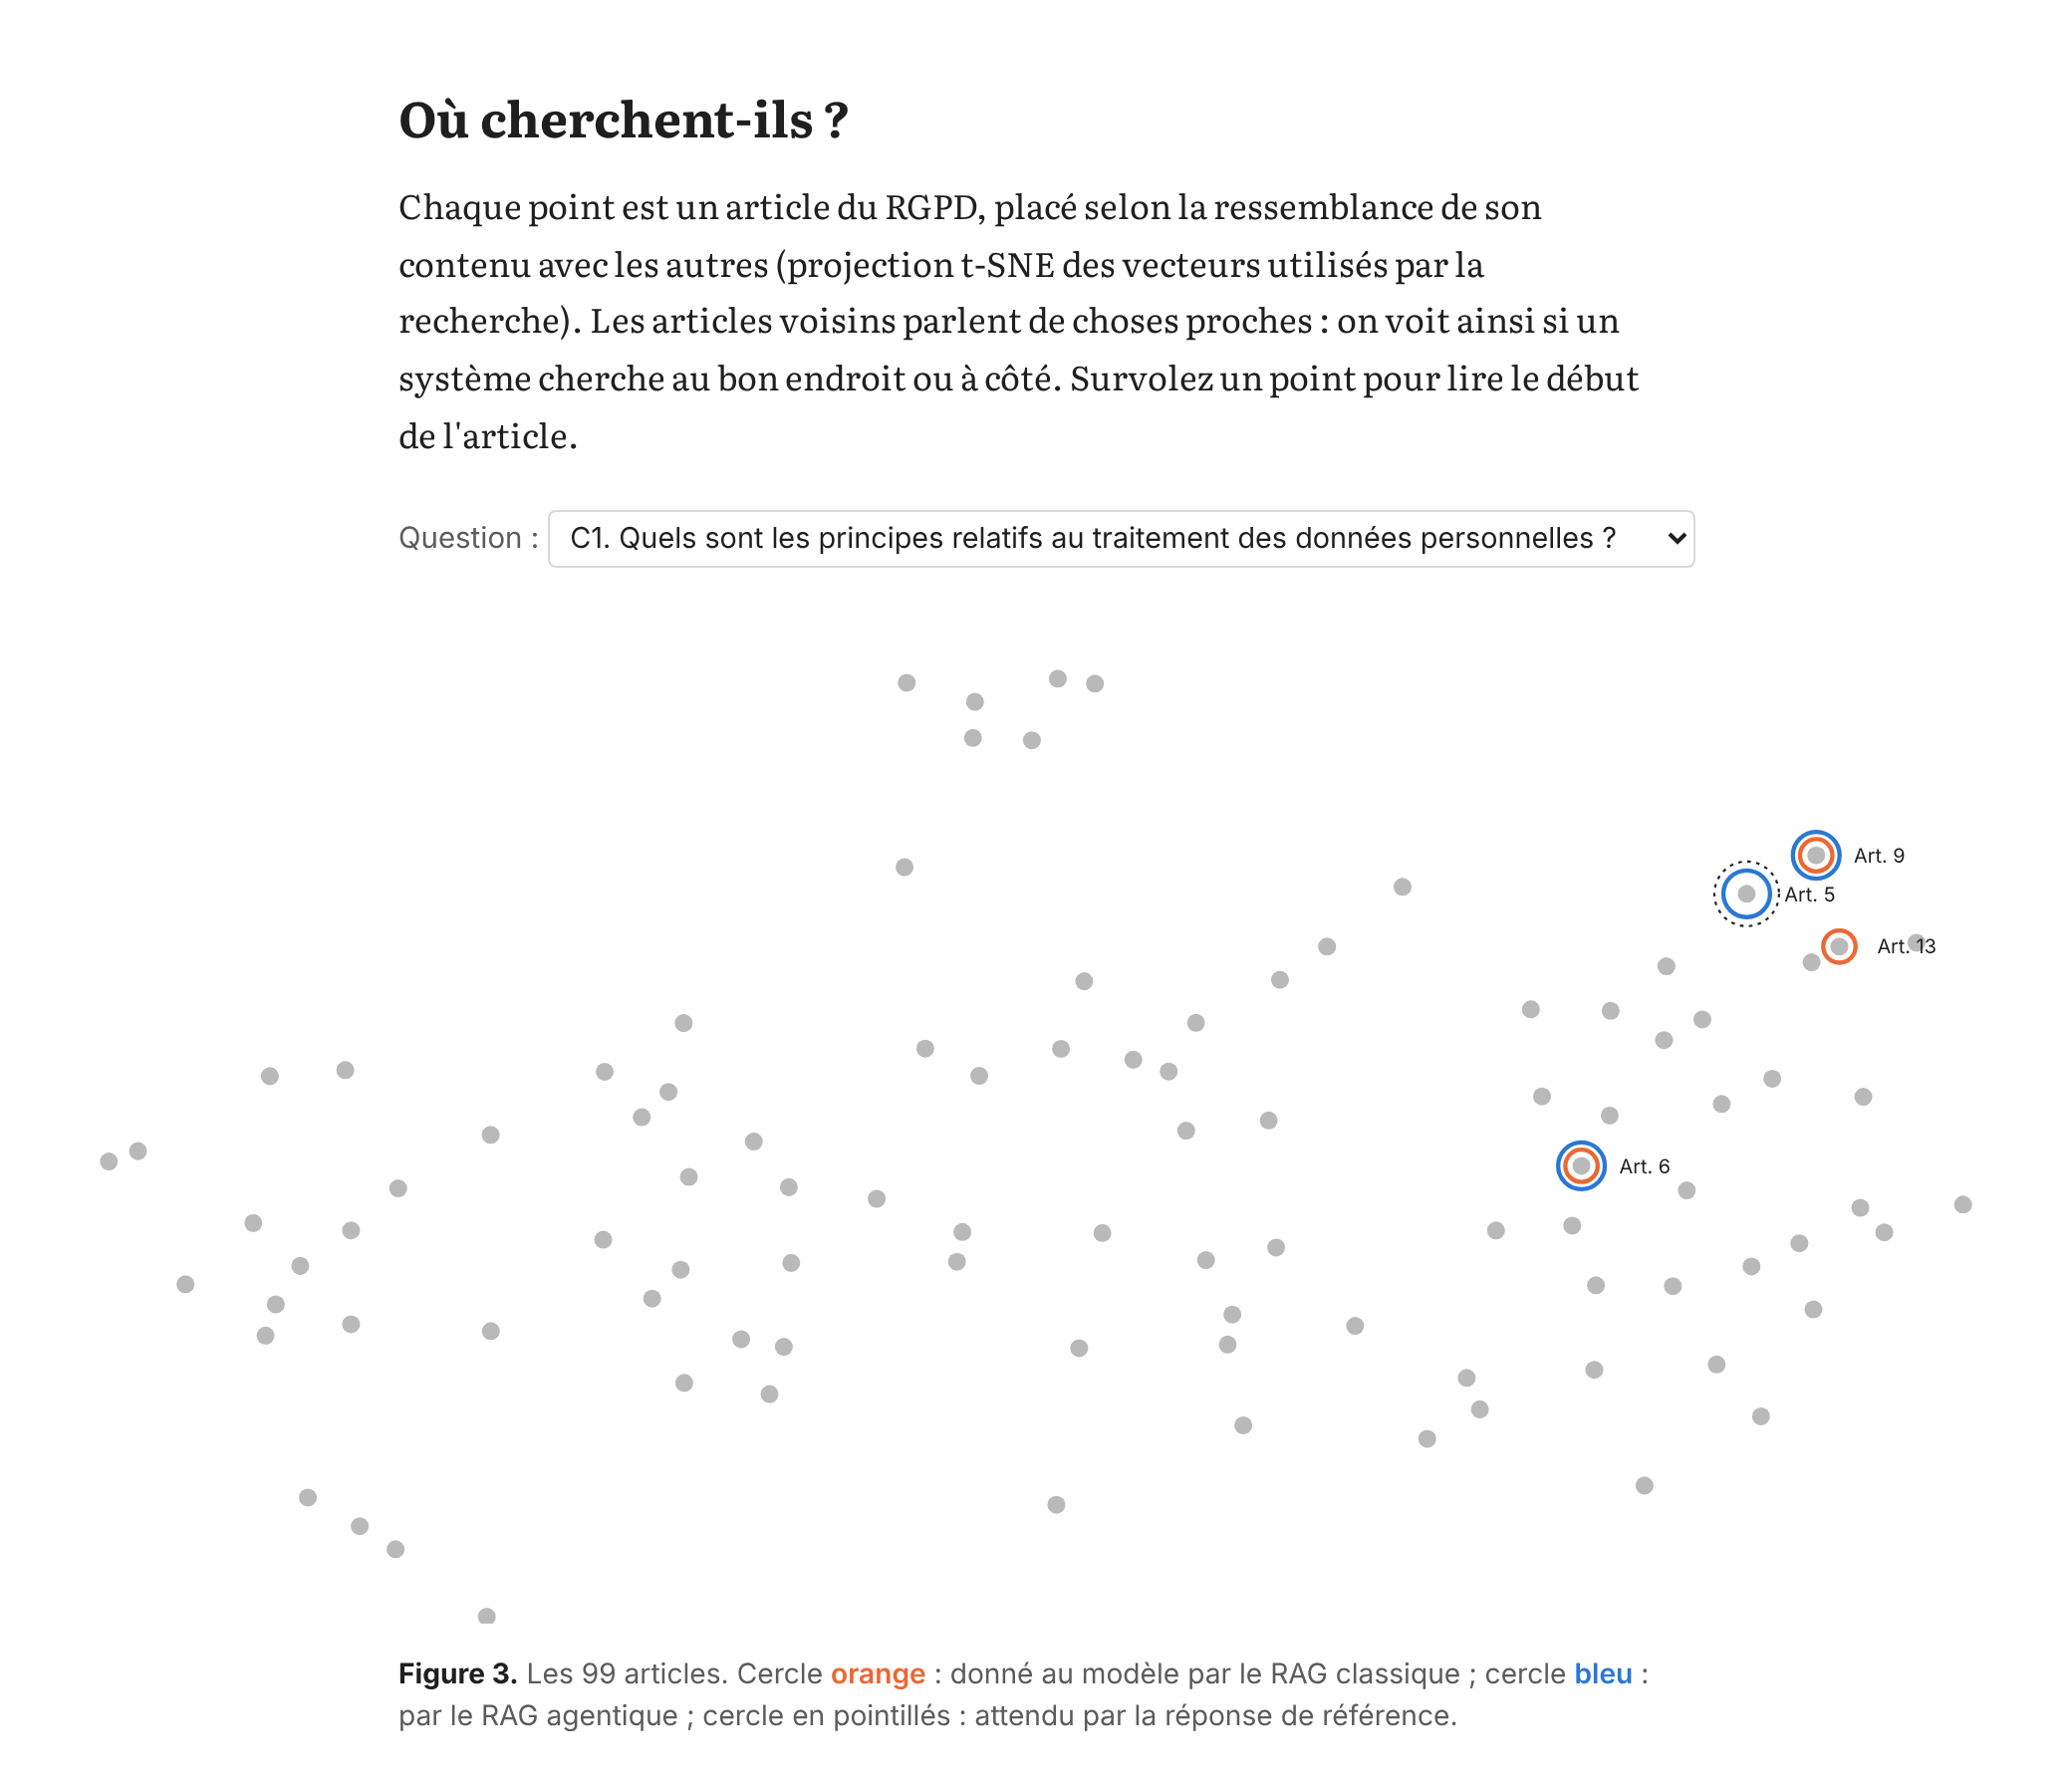 Où cherchent-ils ?
Chaque point est un article du RGPD, placé selon la ressemblance de son
contenu avec les autres (projection t-SNE des vecteurs utilisés par la
recherche). Les articles voisins parlent de choses proches : on voit ainsi si un
système cherche au bon endroit ou à côté. Survolez un point pour lire le début
de l'article.
Question : C1. Quels sont les principes relatifs au traitement des données personnelles ?
Art. 9
Art. 5
Art. 13
Art. 6
Figure 3. Les 99 articles. Cercle orange : donné au modèle par le RAG classique ; cercle bleu :
par le RAG agentique ; cercle en pointillés : attendu par la réponse de référence.